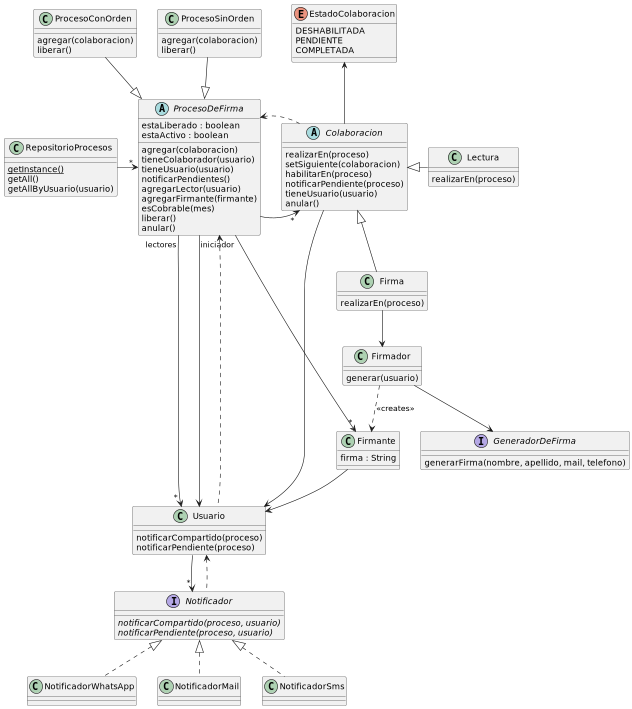 ProcesoConOrden
agregar(colaboracion)
liberar()
ProcesoSinOrden
agregar(colaboracion)
liberar()
EstadoColaboracion
DESHABILITADA
PENDIENTE
COMPLETADA
ProcesoDeFirma
estaLiberado : boolean
estaActivo : boolean
agregar(colaboracion)
tieneColaborador(usuario)
tieneUsuario(usuario)
notificarPendientes()
agregarLector(usuario)
agregarFirmante(firmante)
esCobrable(mes)
liberar()
anular()
Colaboracion
realizarEn(proceso)
setSiguiente(colaboracion)
habilitarEn(proceso)
notificarPendiente(proceso)
tieneUsuario(usuario)
anular()
RepositorioProcesos
getInstance()
getAll()
getAllByUsuario(usuario)
*
Lectura
realizarEn(proceso)
*
lectores
iniciador
Firma
realizarEn(proceso)
Firmador
generar(usuario)
«creates»
*
Firmante
firma : String
GeneradorDeFirma
generarFirma(nombre, apellido, mail, telefono)
*
Usuario
notificarCompartido(proceso)
notificarPendiente(proceso)
*
Notificador
notificarCompartido(proceso, usuario)
notificarPendiente(proceso, usuario)
NotificadorWhatsApp
NotificadorMail
NotificadorSms